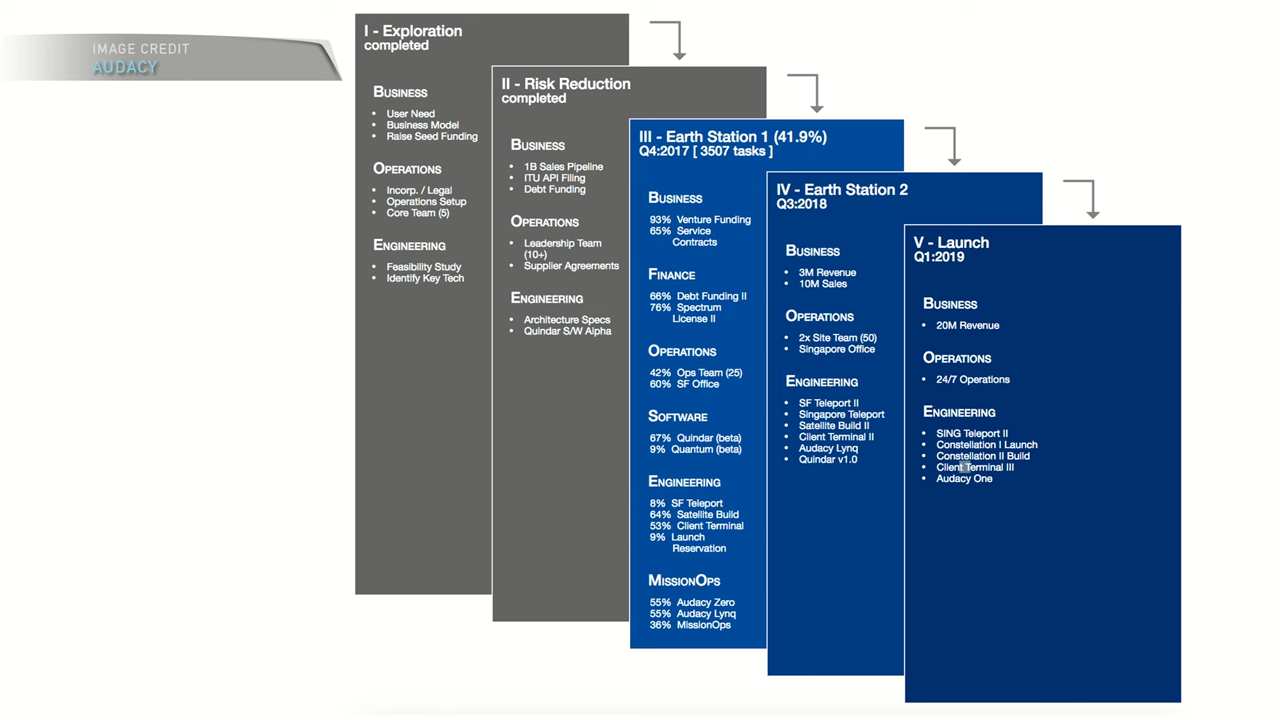 IMAGE CREDIT
AUDACY
I - Exploration
completed
BUSINESS
• User Need
• Business Model
• Raise Seed Funding
OPERATIONS
• Incorp. / Legal
• Operations Setup
• Core Team (5)
ENGINEERING
• Feasibility Study
• Identify Key Tech
II - Risk Reduction
completed
BUSINESS
• 1B Sales Pipeline
• ITU API Filing
• Debt Funding
OPERATIONS
• Leadership Team
(10+)
• Supplier Agreements
ENGINEERING
• Architecture Specs
• Quindar S/W Alpha
III - Earth Station 1 (41.9%)
Q4:2017 [ 3507 tasks ]
BUSINESS
93% Venture Funding
65% Service
Contracts
FINANCE
66% Debt Funding II
76% Spectrum
License II
OPERATIONS
42% Ops Team (25)
60% SF Office
SOFTWARE
67% Quindar (beta)
9% Quantum (beta)
ENGINEERING
8% SF Teleport
64% Satellite Build
53% Client Terminal
9% Launch
Reservation
MISSIONOPS
55% Audacy Zero
55% Audacy Lynq
36% MissionOps
IV - Earth Station 2
Q3:2018
BUSINESS
• 3M Revenue
• 10M Sales
OPERATIONS
• 2x Site Team (50)
• Singapore Office
ENGINEERING
• SF Teleport II
• Singapore Teleport
• Satellite Build II
• Client Terminal II
• Audacy Lynq
• Quindar v1.0
V - Launch
Q1:2019
BUSINESS
• 20M Revenue
OPERATIONS
• 24/7 Operations
ENGINEERING
• SING Teleport II
• Constellation I Launch
• Constellation II Build
• Client Terminal III
• Audacy One